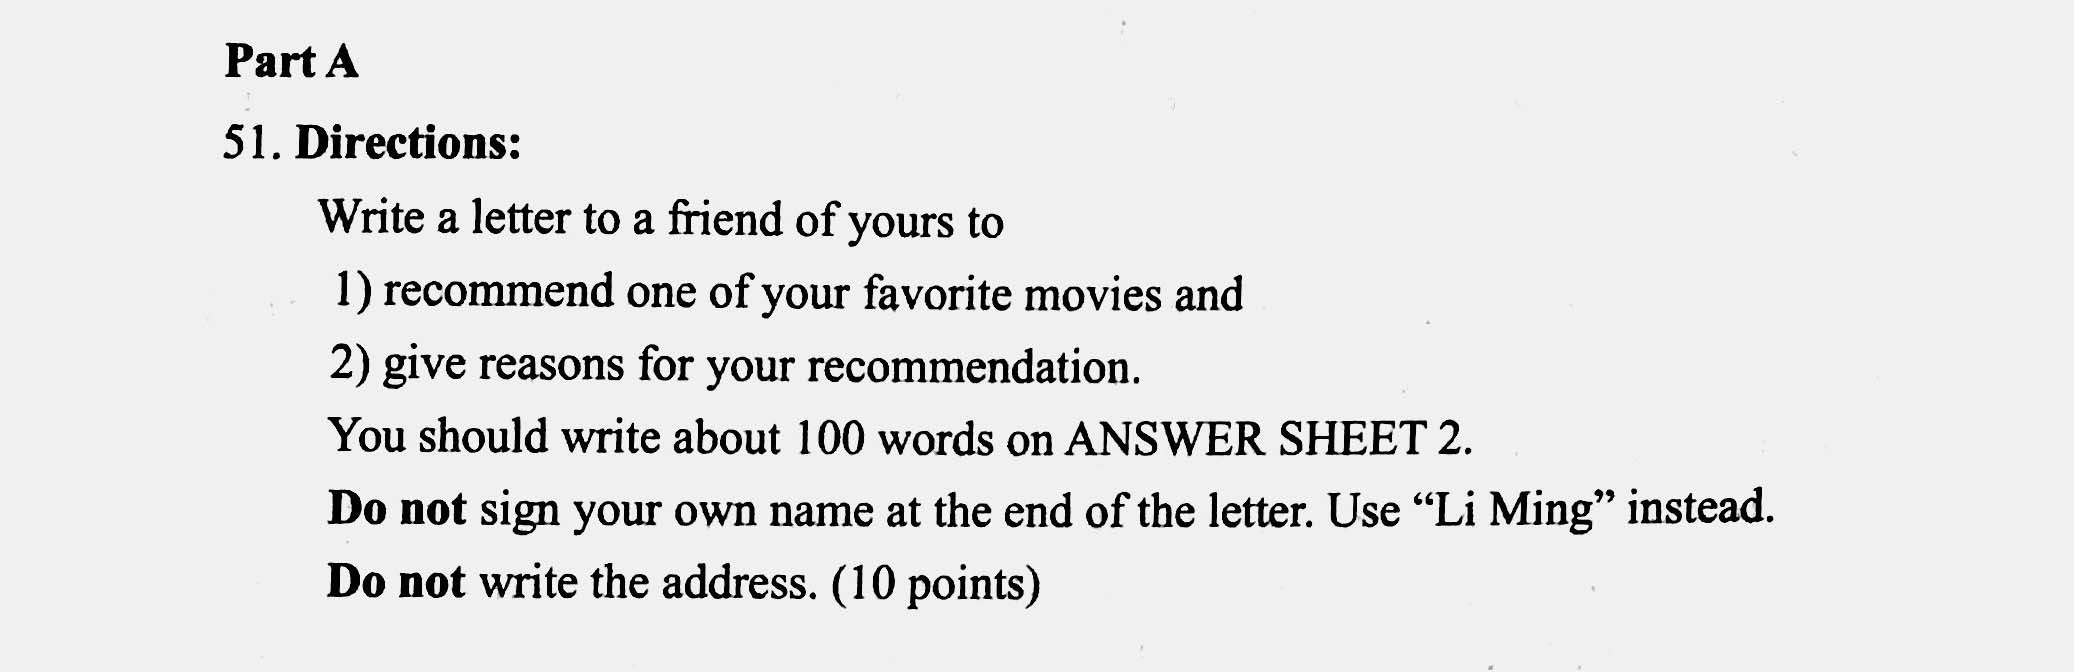 Part A
51. Directions:
Write a letter to a friend of yours to
1) recommend one of your favorite movies and
2) give reasons for your recommendation.
You should write about 100 words on ANSWER SHEET 2.
Do not sign your own name at the end of the letter. Use “Li Ming” instead.
Do not write the address. (10 points)